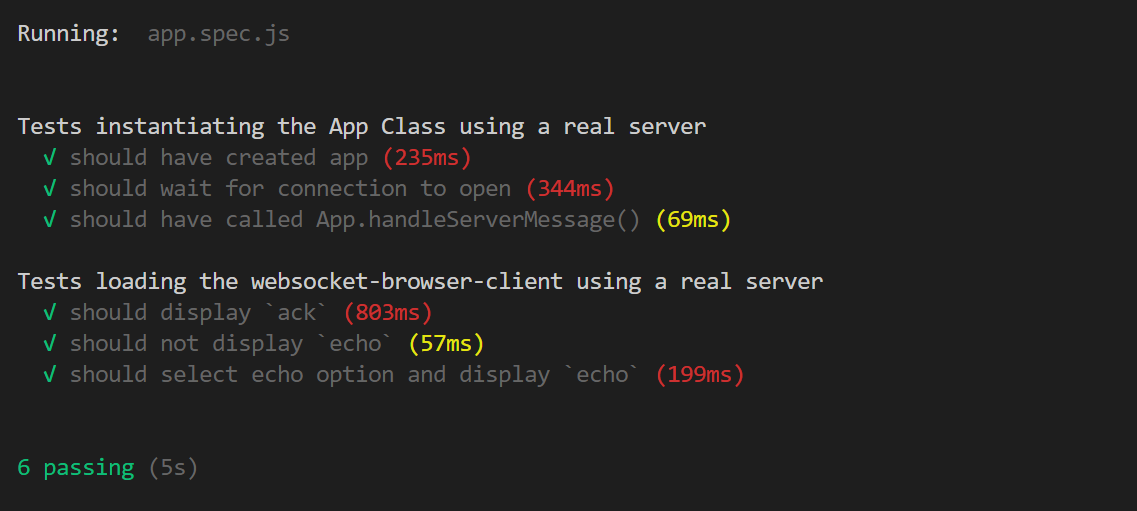 Running: app.spec.js
Tests instantiating the App Class using a real server
√ should have created app (235ms)
√ should wait for connection to open (344ms)
√ should have called App.handleServerMessage() (69ms)
Tests loading the websocket-browser-client using a real server
√ should display `ack` (803ms)
√ should not display `echo` (57ms)
√ should select echo option and display `echo` (199ms)
6 passing (5s)